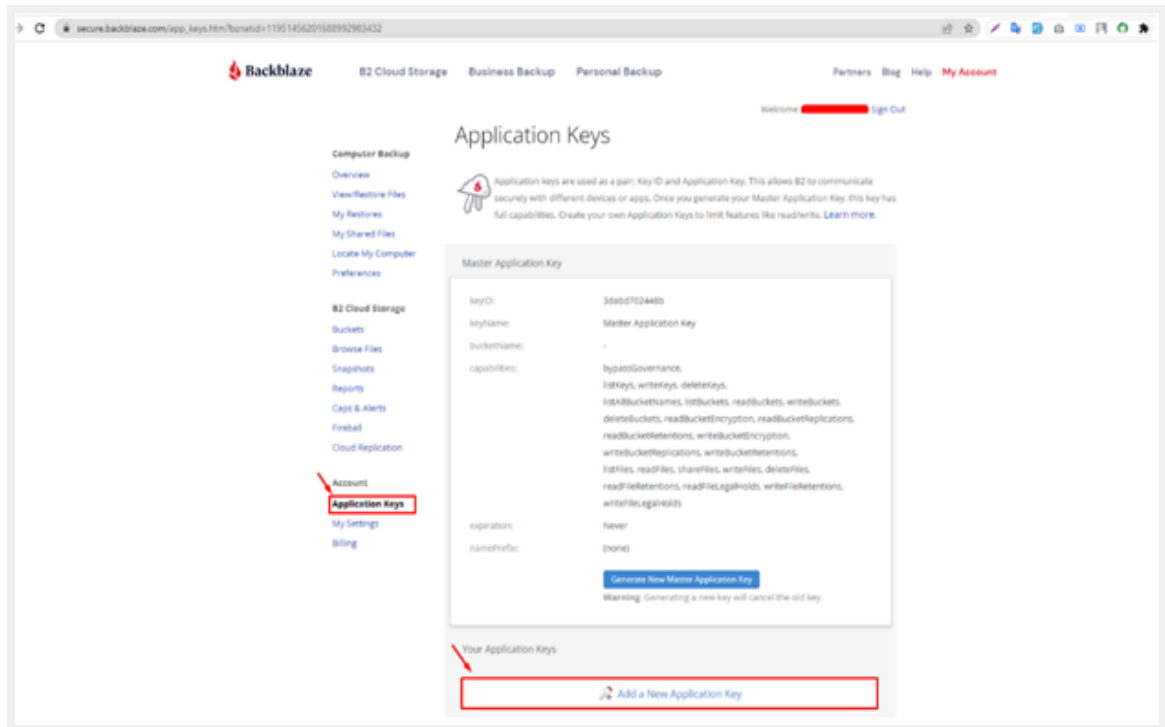 secure.backblaze.com/app_keys.htm?bznetid=1195145620168899298343​2
Backblaze B2 Cloud Storage Business Backup Personal Backup Partners Blog Help My Account
Welcome Sign Out
Application Keys
Application keys are used as a pair: Key ID and Application Key. This allows B2 to communicate
securely with different devices or apps. Once you generate your Master Application Key, this key has
full capabilities. Create your own Application Keys to limit features like read/write. Learn more.
Computer Backup
Overview
View/Restore Files
My Restores
My Shared Files
Locate My Computer
Preferences
B2 Cloud Storage
Buckets
Browse Files
Snapshots
Reports
Caps & Alerts
Fireball
Cloud Replication
Account
Application Keys
My Settings
Billing
Master Application Key
keyID: 3dabd702448b
keyName: Master Application Key
bucketName: -
capabilities: bypassGovernance,
listKeys, writeKeys, deleteKeys,
listAllBucketNames, listBuckets, readBuckets, writeBuckets,
deleteBuckets, readBucketEncryption, readBucketReplications,
readBucketRetentions, writeBucketEncryption,
writeBucketReplications, writeBucketRetentions,
listFiles, readFiles, shareFiles, writeFiles, deleteFiles,
readFileRetentions, readFileLegalHolds, writeFileRetentions,
writeFileLegalHolds
expiration: Never
namePrefix: (none)
Generate New Master Application Key
Warning: Generating a new key will cancel the old key.
Your Application Keys
Add a New Application Key